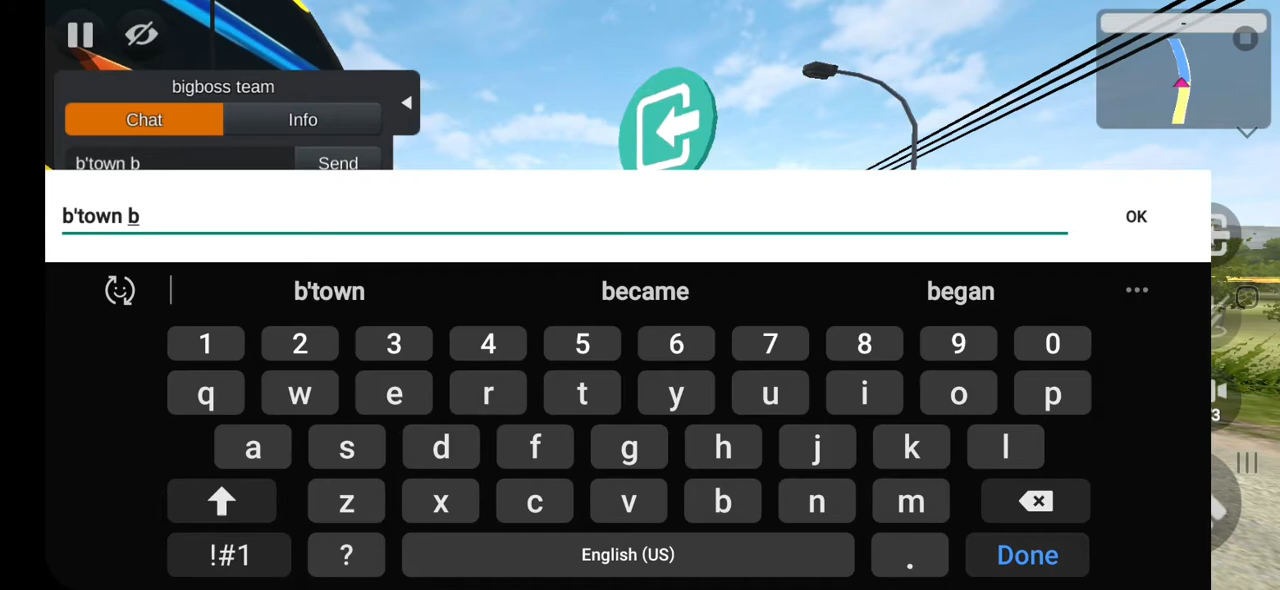 bigboss team
Chat Info
b'town b Send
b'town b OK
b'town became began
1 2 3 4 5 6 7 8 9 0
q w e r t y u i o p
a s d f g h j k l
z x c v b n m
!#1 ? English (US) . Done
3